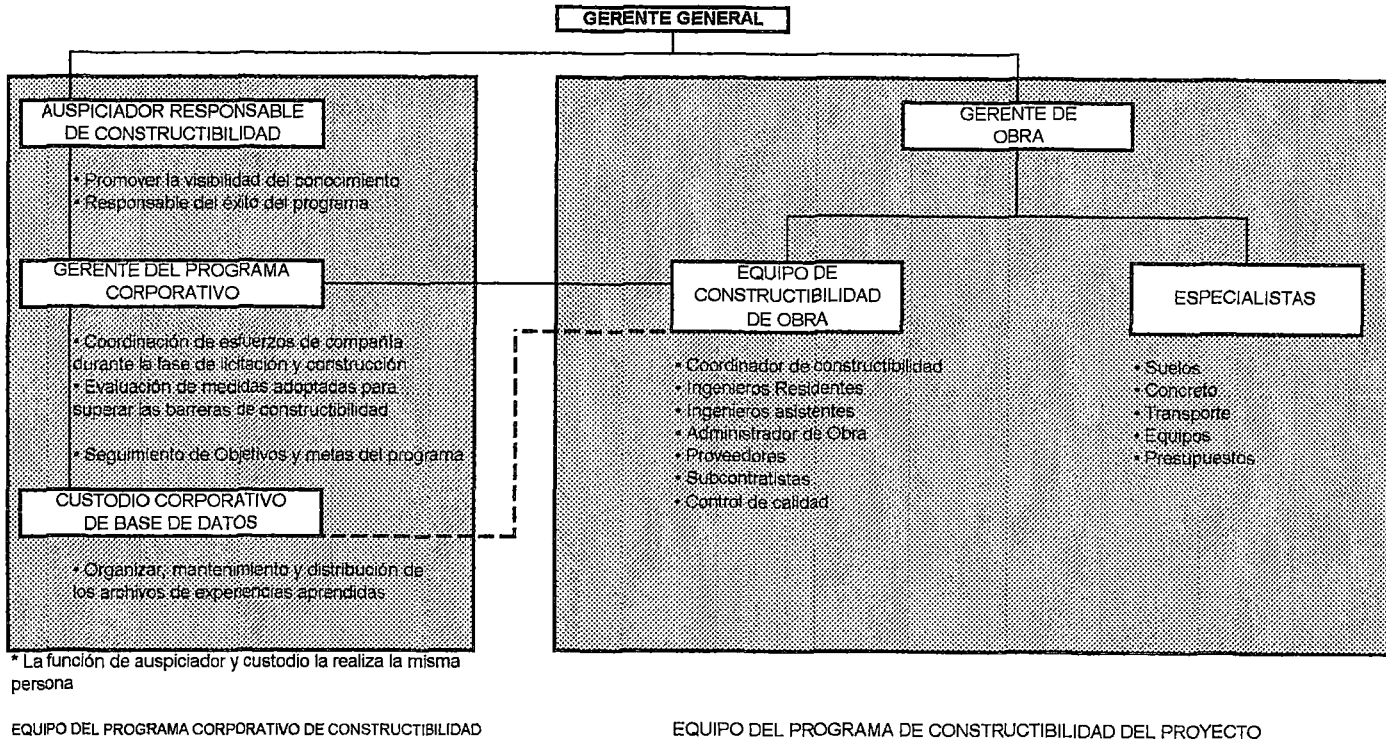 GERENTE GENERAL
AUSPICIADOR RESPONSABLE
DE CONSTRUCTIBILIDAD
• Promover la visibilidad del conocimiento
• Responsable del éxito del programa
GERENTE DEL PROGRAMA
CORPORATIVO
• Coordinación de esfuerzos de compañía
durante la fase de licitación y construcción
• Evaluación de medidas adoptadas para
superar las barreras de constructibilidad
• Seguimiento de Objetivos y metas del programa
CUSTODIO CORPORATIVO
DE BASE DE DATOS
• Organizar, mantenimiento y distribución de
los archivos de experiencias aprendidas
* La función de auspiciador y custodio la realiza la misma
persona
EQUIPO DEL PROGRAMA CORPORATIVO DE CONSTRUCTIBILIDAD
GERENTE DE
OBRA
EQUIPO DE
CONSTRUCTIBILIDAD
DE OBRA
• Coordinador de constructibilidad
• Ingenieros Residentes
• Ingenieros asistentes
• Administrador de Obra
• Proveedores
• Subcontratistas
• Control de calidad
ESPECIALISTAS
• Suelos
• Concreto
• Transporte
• Equipos
• Presupuestos
EQUIPO DEL PROGRAMA DE CONSTRUCTIBILIDAD DEL PROYECTO